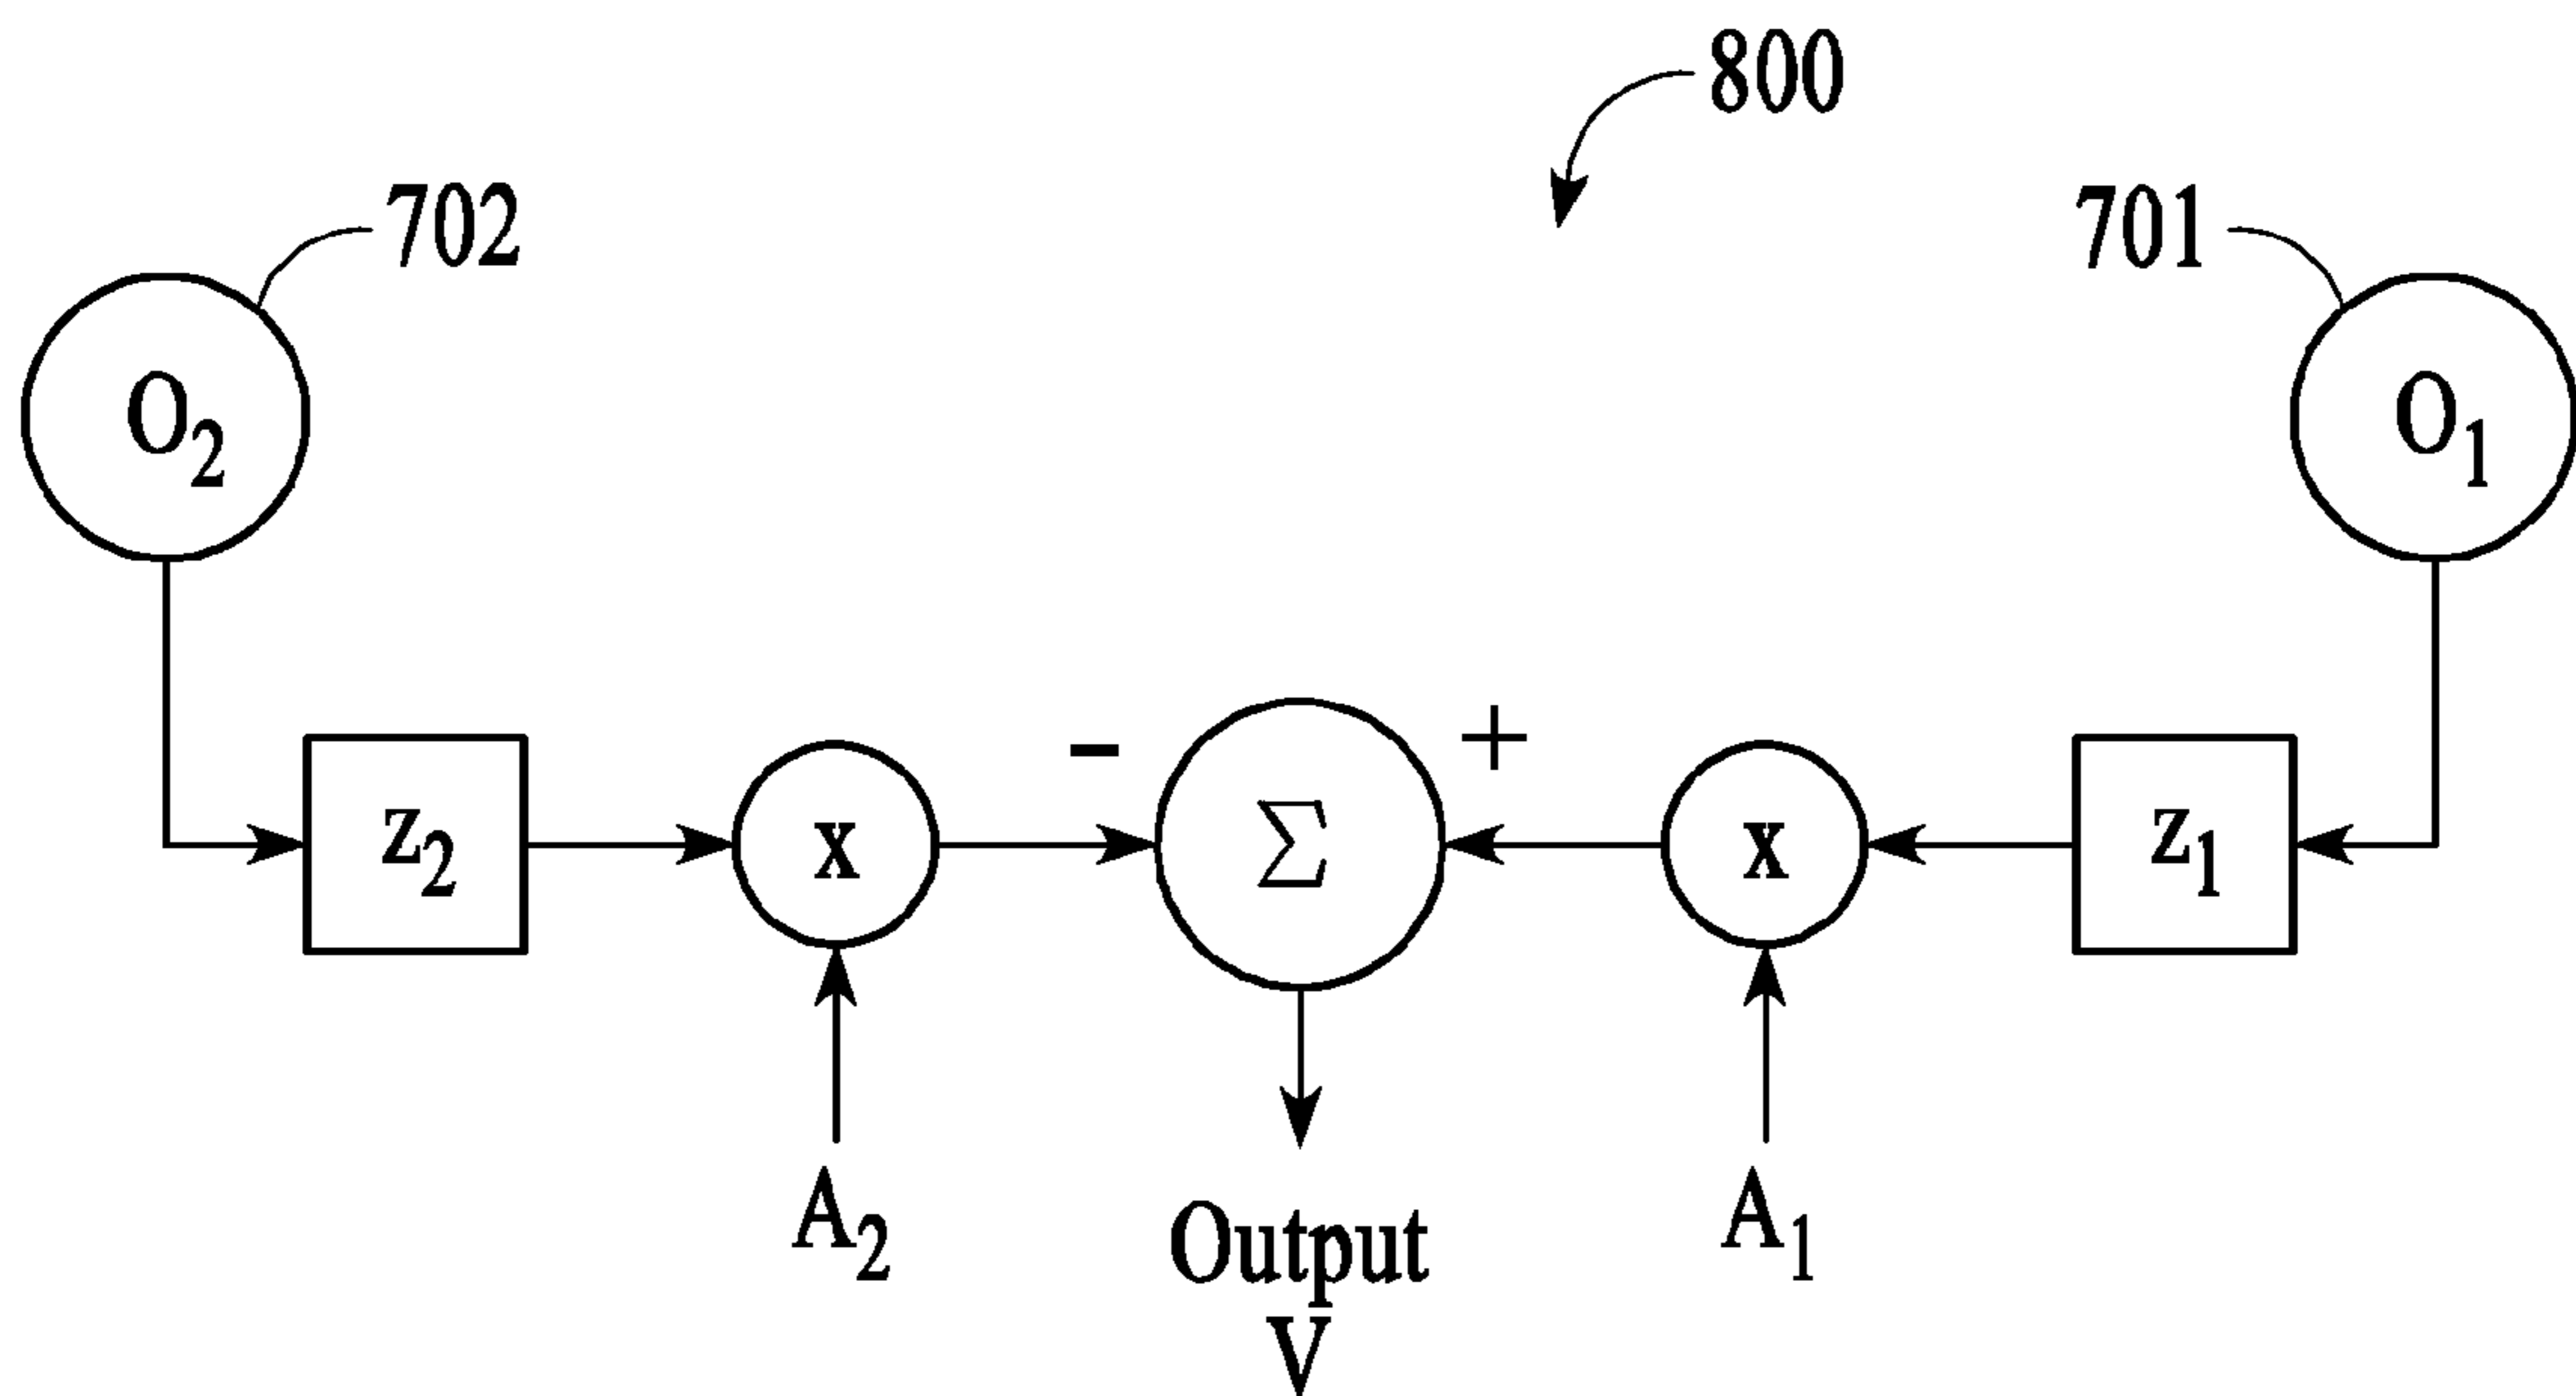 800
702
701
O₂
O₁
-
+
z₂
x
Σ
x
z₁
A₂
Output
V
A₁